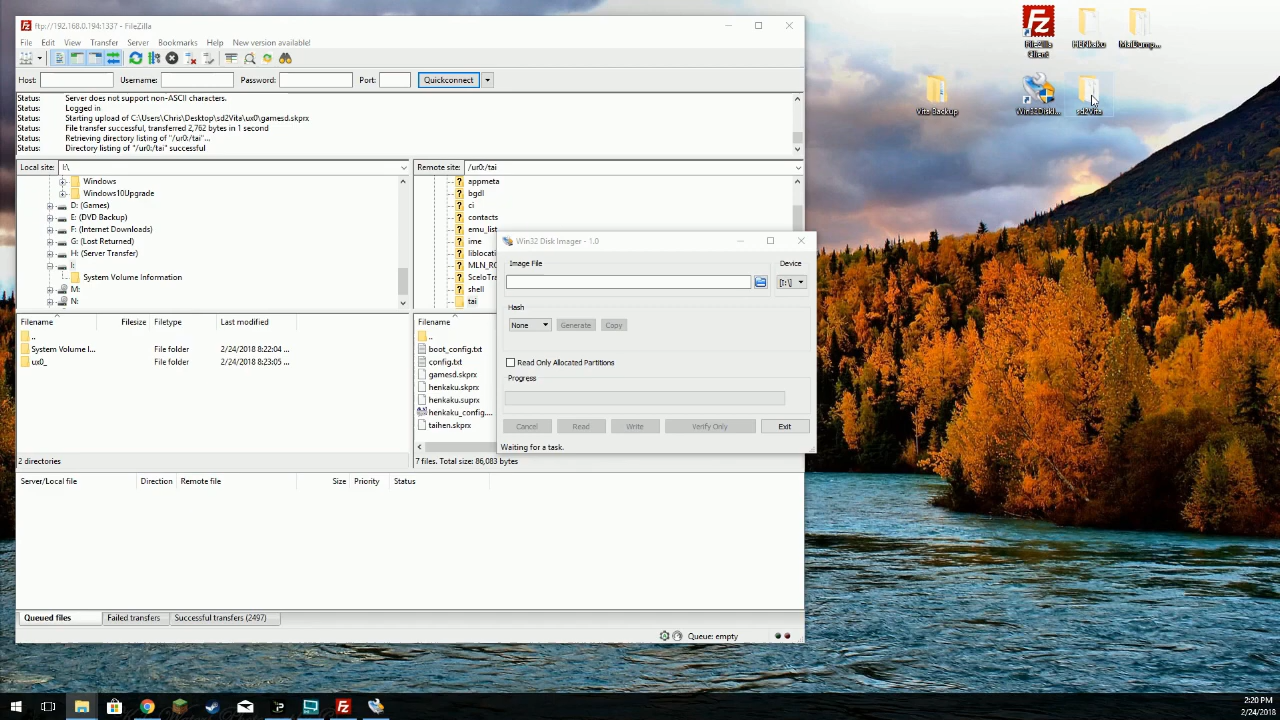 ftp://192.168.0.194:1337 - FileZilla
File Edit View Transfer Server Bookmarks Help New version available!
Host: Username: Password: Port: Quickconnect
Status: Server does not support non-ASCII characters.
Status: Logged in
Status: Starting upload of C:\Users\Chris\Desktop\sd2Vita\ux0\gamesd.skprx
Status: File transfer successful, transferred 2,762 bytes in 1 second
Status: Retrieving directory listing of "/ur0:/tai"...
Status: Directory listing of "/ur0:/tai" successful
Local site: I:\
Windows
Windows10Upgrade
D: (Games)
E: (DVD Backup)
F: (Internet Downloads)
G: (Lost Returned)
H: (Server Transfer)
I:
System Volume Information
M:
N:
Filename Filesize Filetype Last modified
..
System Volume I... File folder 2/24/2018 8:22:04 ...
ux0_ File folder 2/24/2018 8:23:05 ...
2 directories
Remote site: /ur0:/tai
appmeta
bgdl
ci
contacts
emu_list
ime
liblocati
MLN_RO
SceloTra
shell
tai
Filename
..
boot_config.txt
config.txt
gamesd.skprx
henkaku.skprx
henkaku.suprx
henkaku_config....
taihen.skprx
7 files. Total size: 86,083 bytes
Server/Local file Direction Remote file Size Priority Status
Queued files Failed transfers Successful transfers (2497)
Queue: empty
Win32 Disk Imager - 1.0
Image File Device
[I:\]
Hash
None Generate Copy
Read Only Allocated Partitions
Progress
Cancel Read Write Verify Only Exit
Waiting for a task.
FileZilla Client
HENkaku
MaiDump...
Vita Backup
Win32Diskl...
sd2Vita
2:20 PM
2/24/2018